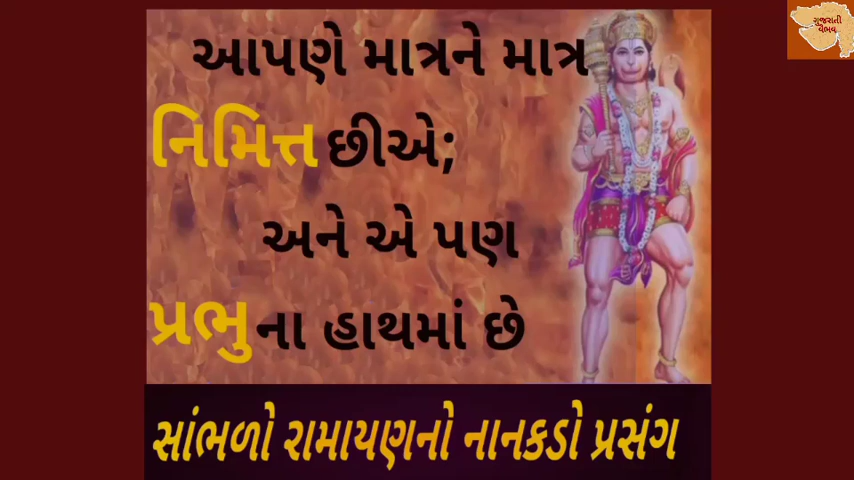 ગુજરાતી
વૈભવ
આપણે માત્રને માત્ર
નિમિત્ત છીએ;
અને એ પણ
પ્રભુના હાથમાં છે
સાંભળો રામાયણનો નાનકડો પ્રસંગ